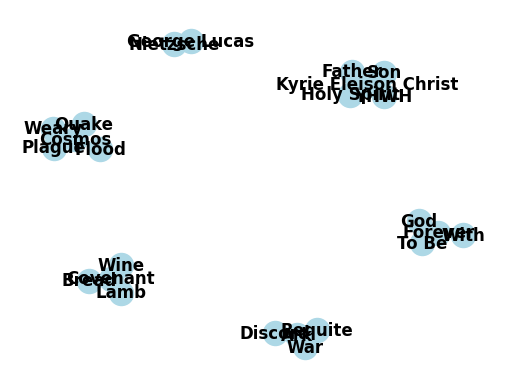 George Lucas
Nietzsche
Father
Son
Kyrie Eleison Christ
Holy Spirit
YHWH
Quake
Weary
Cosmos
Plague
Flood
God
Forever
With
To Be
Wine
Covenant
Bread
Lamb
Discord
Requite
War